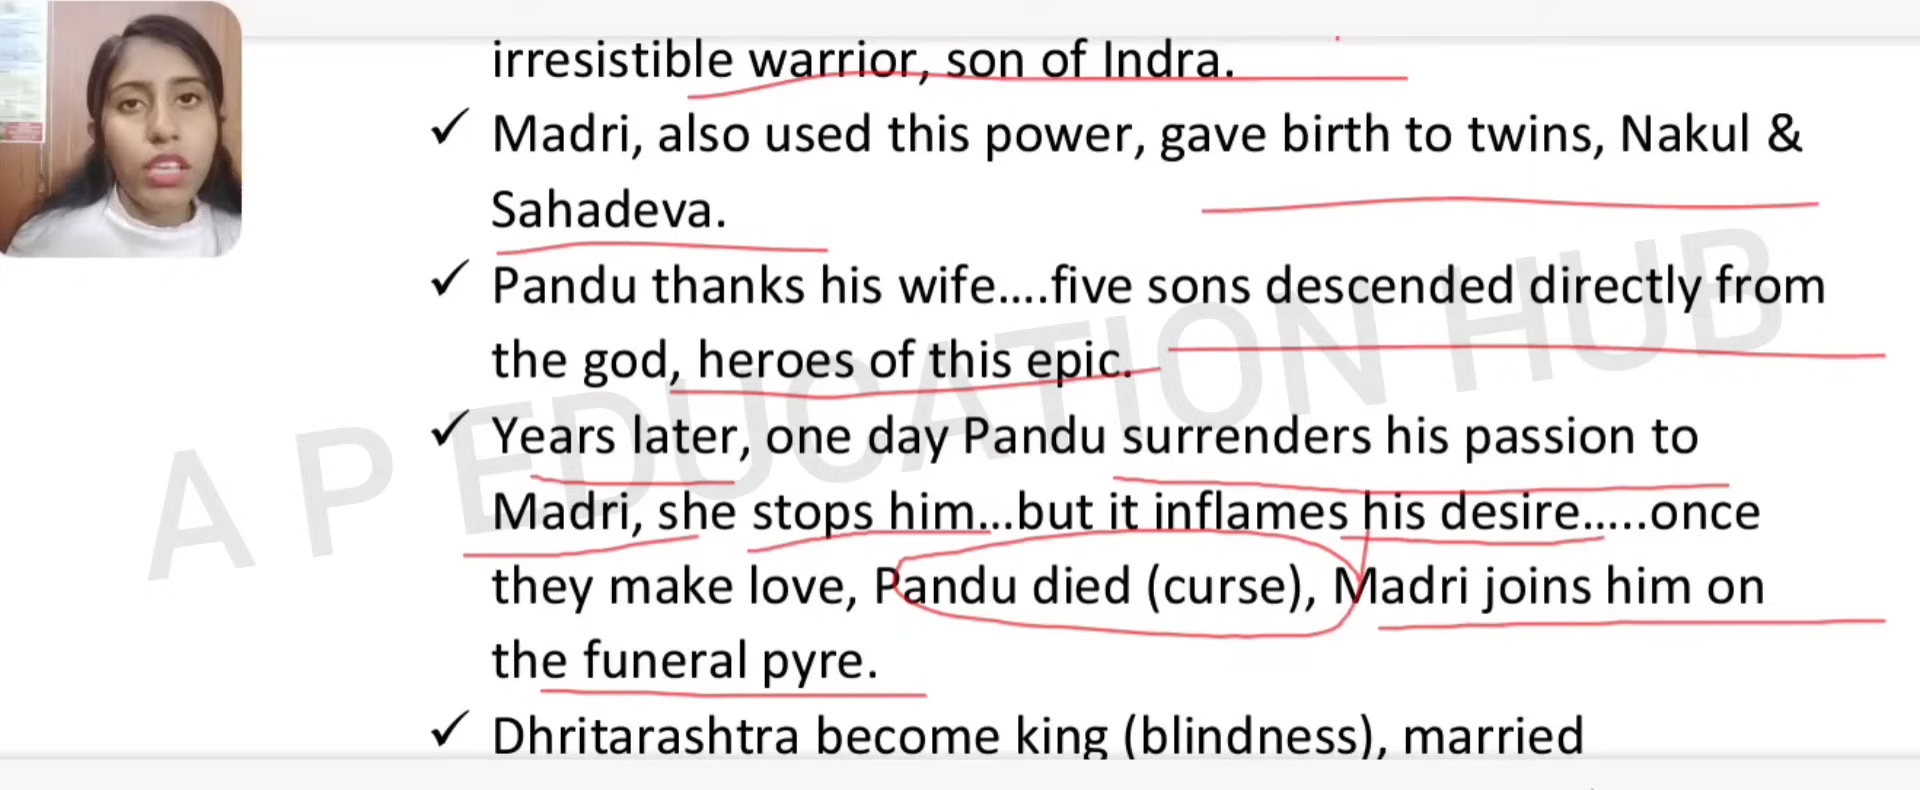 irresistible warrior, son of Indra.
✓ Madri, also used this power, gave birth to twins, Nakul &
Sahadeva.
✓ Pandu thanks his wife....five sons descended directly from
the god, heroes of this epic.
✓ Years later, one day Pandu surrenders his passion to
Madri, she stops him...but it inflames his desire.....once
they make love, Pandu died (curse), Madri joins him on
the funeral pyre.
✓ Dhritarashtra become king (blindness), married
A P EDUCATION HUB